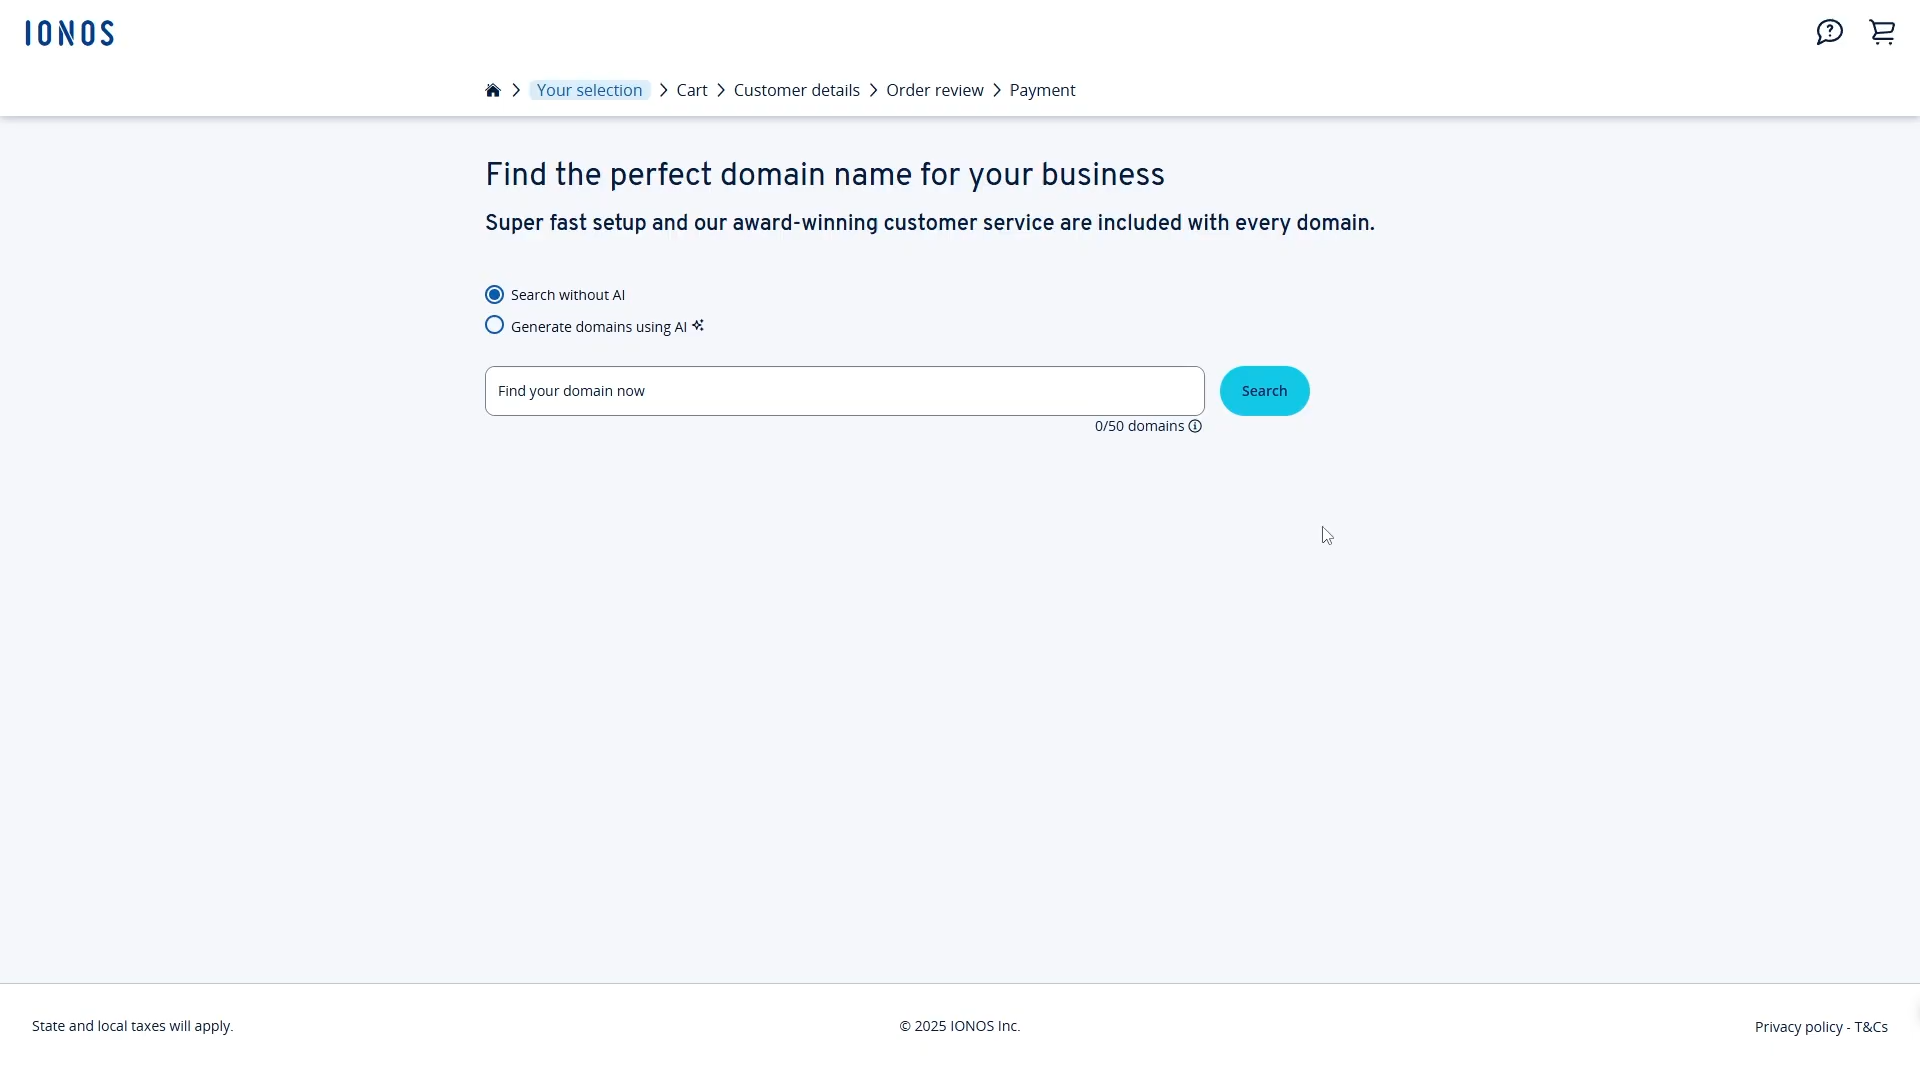 IONOS
Your selection Cart Customer details Order review Payment
Find the perfect domain name for your business
Super fast setup and our award-winning customer service are included with every domain.
Search without AI
Generate domains using AI
Find your domain now
Search
0/50 domains
State and local taxes will apply.
© 2025 IONOS Inc.
Privacy policy - T&Cs